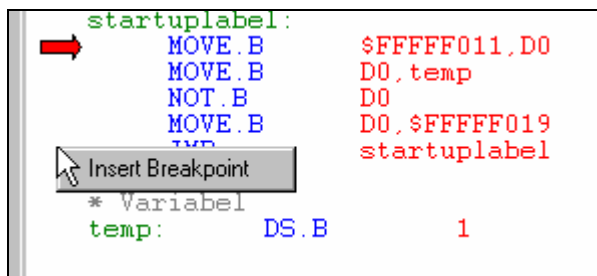 startuplabel:
MOVE.B $FFFFF011,D0
MOVE.B D0,temp
NOT.B D0
MOVE.B D0,$FFFFF019
startuplabel
Insert Breakpoint
* Variabel
temp: DS.B 1